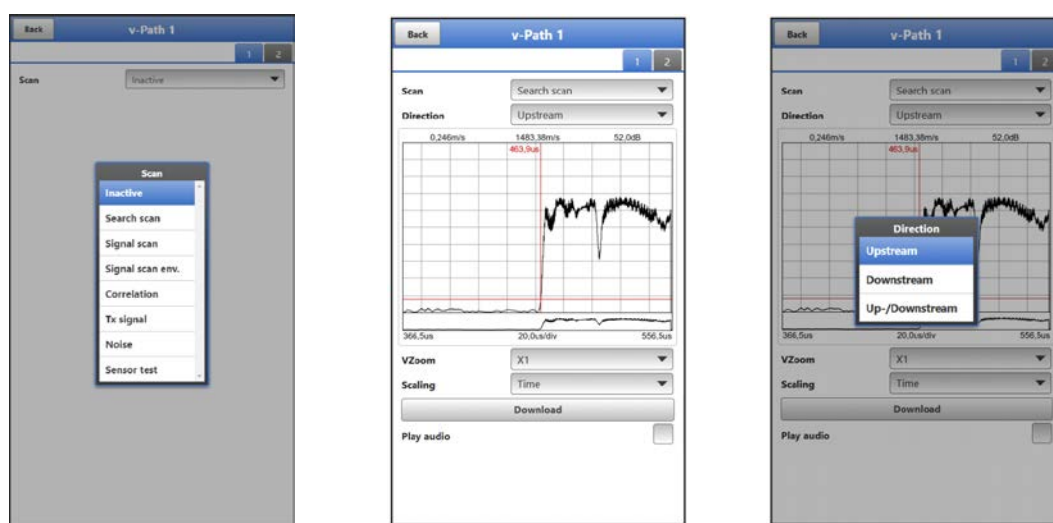 Back v-Path 1
1 2
Scan Inactive
Scan
Inactive
Search scan
Signal scan
Signal scan env.
Correlation
Tx signal
Noise
Sensor test
Back v-Path 1
1 2
Scan Search scan
Direction Upstream
0,246m/s 1483,38m/s 52,0dB
463,9us
366,5us 20,0us/div 556,5us
VZoom X1
Scaling Time
Download
Play audio
Back v-Path 1
1 2
Scan Search scan
Direction Upstream
0,246m/s 1483,38m/s 52,0dB
463,9us
Direction
Upstream
Downstream
Up-/Downstream
366,5us 20,0us/div 556,5us
VZoom X1
Scaling Time
Download
Play audio